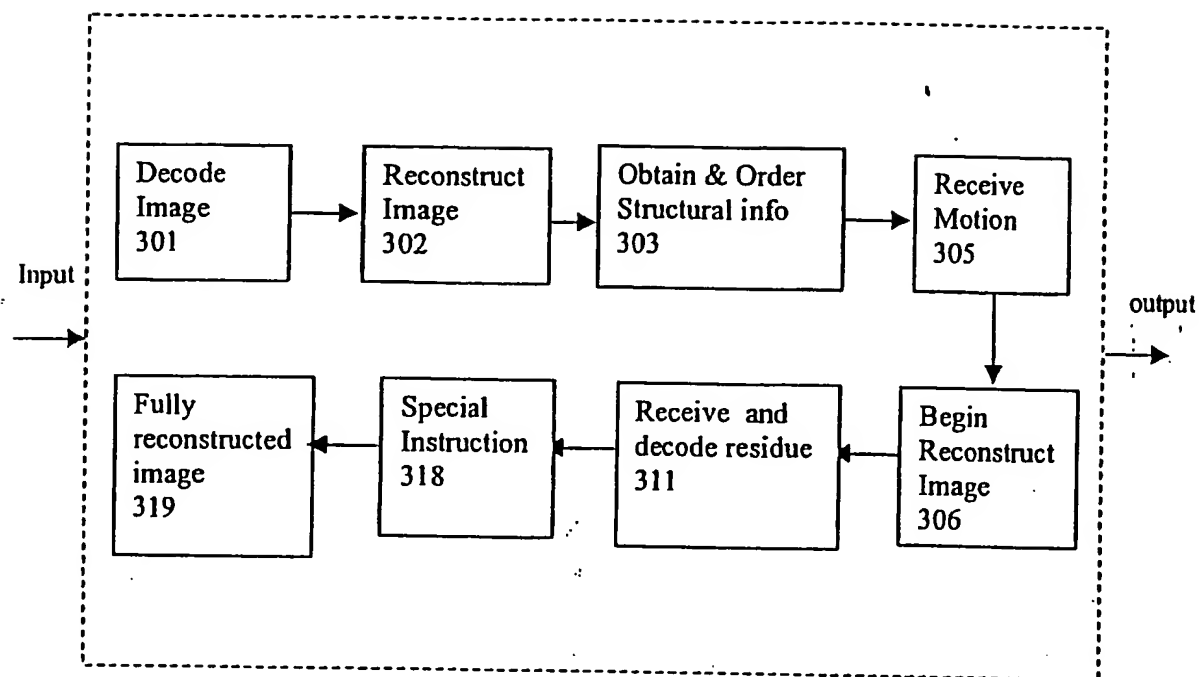 Decode
Image
301
Reconstruct
Image
302
Obtain & Order
Structural info
303
Receive
Motion
305
Input
output
Fully
reconstructed
image
319
Special
Instruction
318
Receive and
decode residue
311
Begin
Reconstruct
Image
306